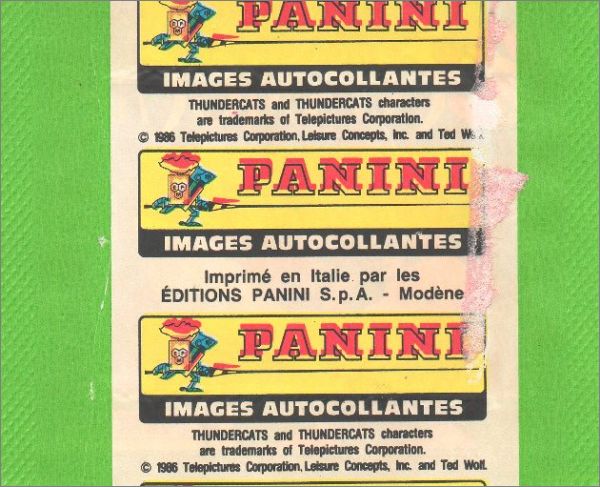 PANINI
IMAGES AUTOCOLLANTES
THUNDERCATS and THUNDERCATS characters
are trademarks of Telepictures Corporation.
© 1986 Telepictures Corporation, Leisure Concepts, Inc. and Ted
PANINI
IMAGES AUTOCOLLANTES
Imprimé en Italie par les
ÉDITIONS PANINI S.p.A. - Modène
PANINI
IMAGES AUTOCOLLANTES
THUNDERCATS and THUNDERCATS characters
are trademarks of Telepictures Corporation.
© 1986 Telepictures Corporation, Leisure Concepts, Inc. and Ted Wolf.